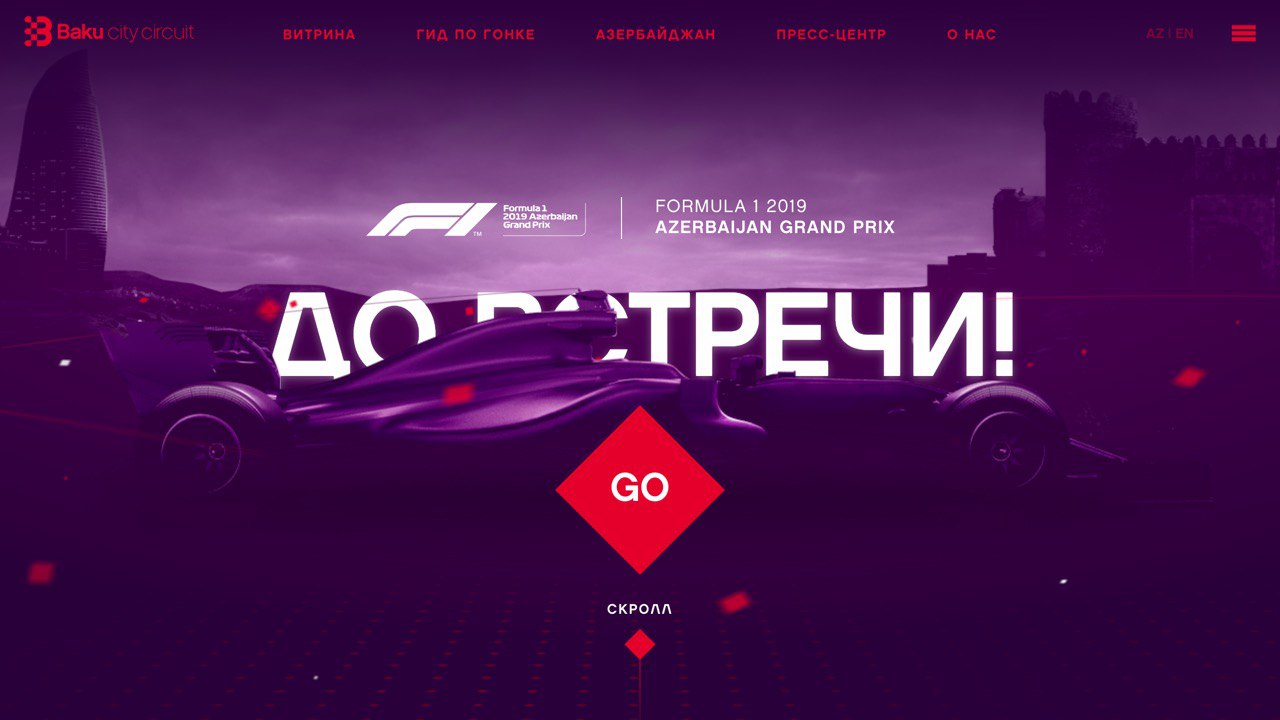 Baku city circuit
ВИТРИНА
ГИД ПО ГОНКЕ
АЗЕРБАЙДЖАН
ПРЕСС-ЦЕНТР
О НАС
AZ | EN
F1 TM
Formula 1
2019 Azerbaijan
Grand Prix
FORMULA 1 2019
AZERBAIJAN GRAND PRIX
ДО ВСТРЕЧИ!
GO
СКРОЛЛ